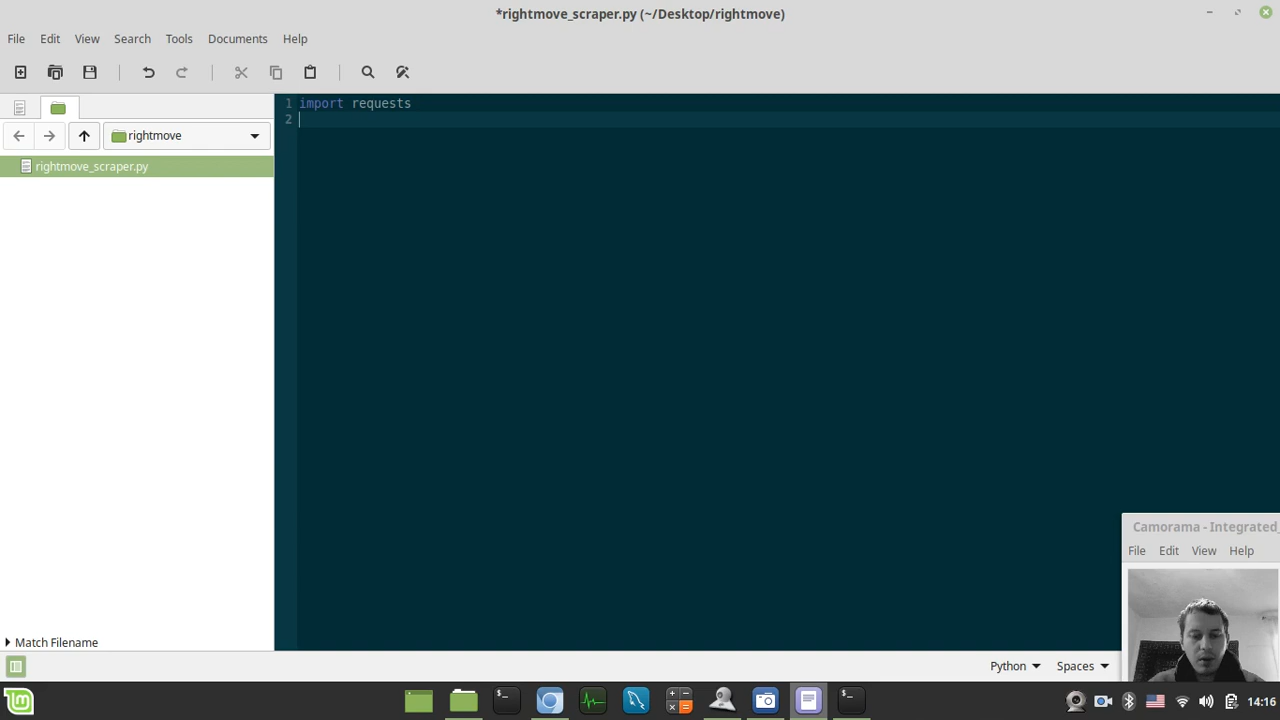 *rightmove_scraper.py (~/Desktop/rightmove)
File Edit View Search Tools Documents Help
rightmove
rightmove_scraper.py
1 import requests
2
Camorama - Integrated_
File Edit View Help
Match Filename
Python Spaces
14:16